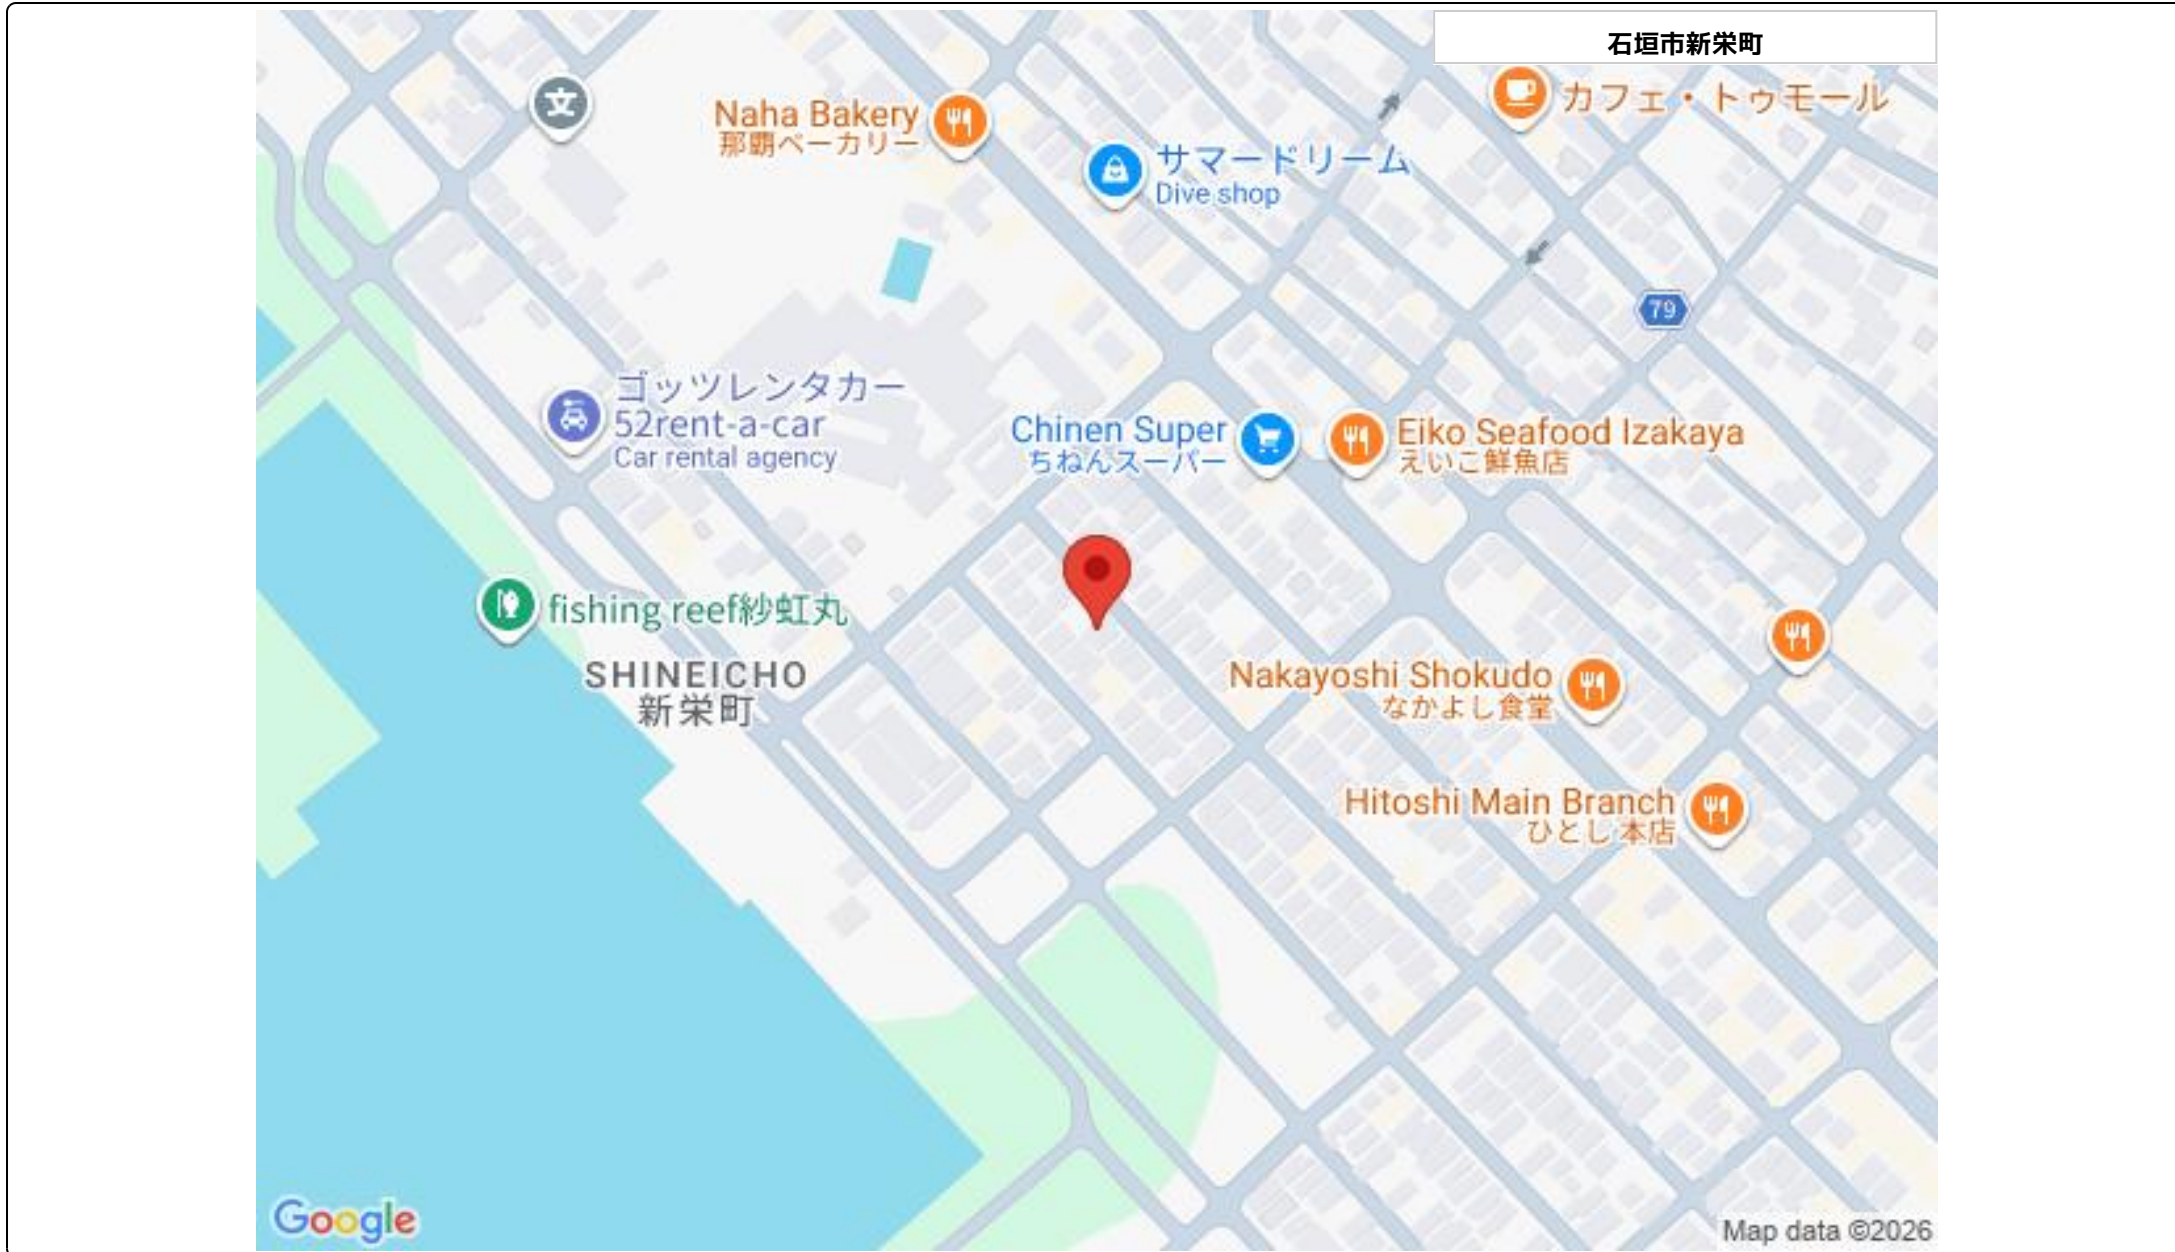 石垣市新栄町
カフェ・トゥモール
文
Naha Bakery
那覇ベーカリー
サマードリーム
Dive shop
79
ゴッツレンタカー
52rent-a-car
Car rental agency
Chinen Super
ちねんスーパー
Eiko Seafood Izakaya
えいこ鮮魚店
fishing reef紗虹丸
SHINEICHO
新栄町
Nakayoshi Shokudo
なかよし食堂
Hitoshi Main Branch
ひとし 本店
Google
Map data ©2026